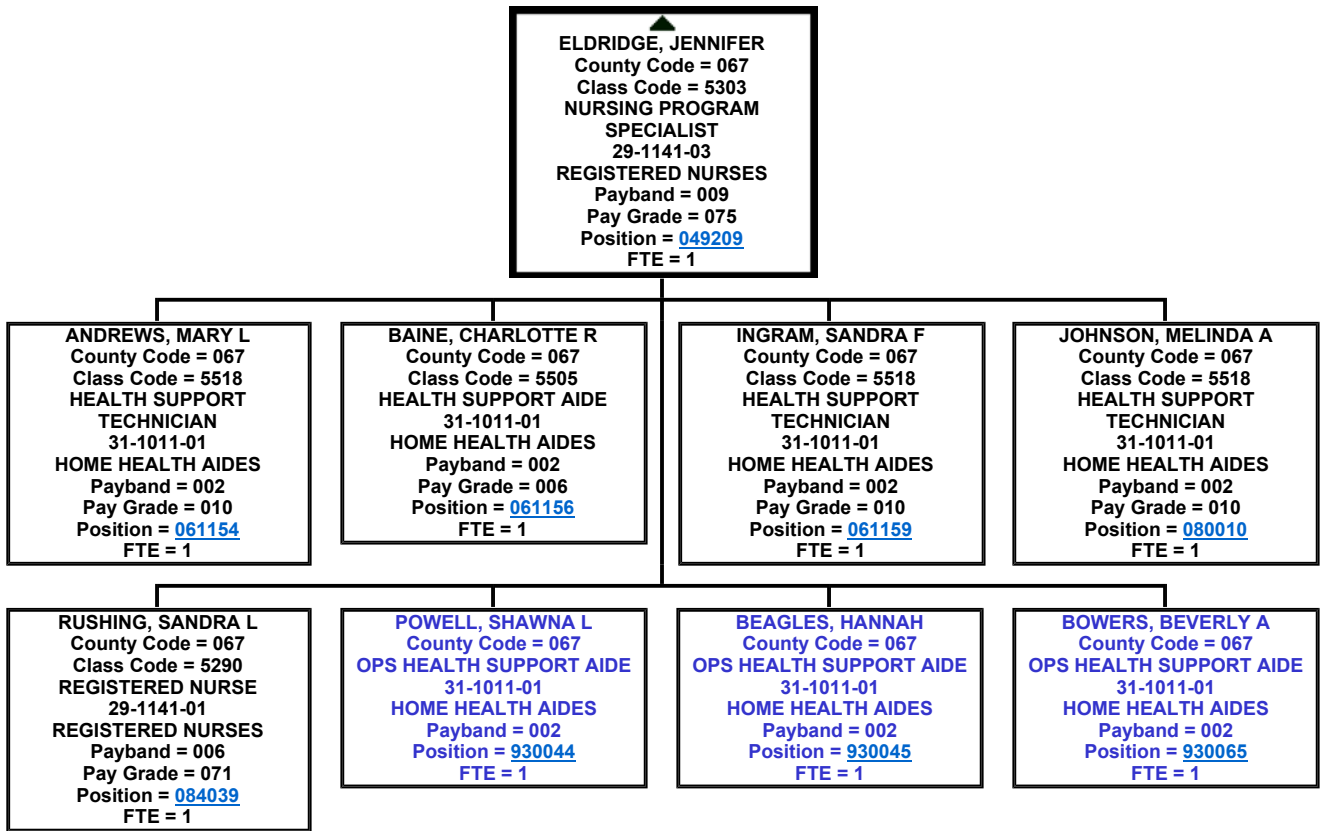 ELDRIDGE, JENNIFER
County Code = 067
Class Code = 5303
NURSING PROGRAM
SPECIALIST
29-1141-03
REGISTERED NURSES
Payband = 009
Pay Grade = 075
Position = 049209
FTE = 1
ANDREWS, MARY L
County Code = 067
Class Code = 5518
HEALTH SUPPORT
TECHNICIAN
31-1011-01
HOME HEALTH AIDES
Payband = 002
Pay Grade = 010
Position = 061154
FTE = 1
BAINE, CHARLOTTE R
County Code = 067
Class Code = 5505
HEALTH SUPPORT AIDE
31-1011-01
HOME HEALTH AIDES
Payband = 002
Pay Grade = 006
Position = 061156
FTE = 1
INGRAM, SANDRA F
County Code = 067
Class Code = 5518
HEALTH SUPPORT
TECHNICIAN
31-1011-01
HOME HEALTH AIDES
Payband = 002
Pay Grade = 010
Position = 061159
FTE = 1
JOHNSON, MELINDA A
County Code = 067
Class Code = 5518
HEALTH SUPPORT
TECHNICIAN
31-1011-01
HOME HEALTH AIDES
Payband = 002
Pay Grade = 010
Position = 080010
FTE = 1
RUSHING, SANDRA L
County Code = 067
Class Code = 5290
REGISTERED NURSE
29-1141-01
REGISTERED NURSES
Payband = 006
Pay Grade = 071
Position = 084039
FTE = 1
POWELL, SHAWNA L
County Code = 067
OPS HEALTH SUPPORT AIDE
31-1011-01
HOME HEALTH AIDES
Payband = 002
Position = 930044
FTE = 1
BEAGLES, HANNAH
County Code = 067
OPS HEALTH SUPPORT AIDE
31-1011-01
HOME HEALTH AIDES
Payband = 002
Position = 930045
FTE = 1
BOWERS, BEVERLY A
County Code = 067
OPS HEALTH SUPPORT AIDE
31-1011-01
HOME HEALTH AIDES
Payband = 002
Position = 930065
FTE = 1